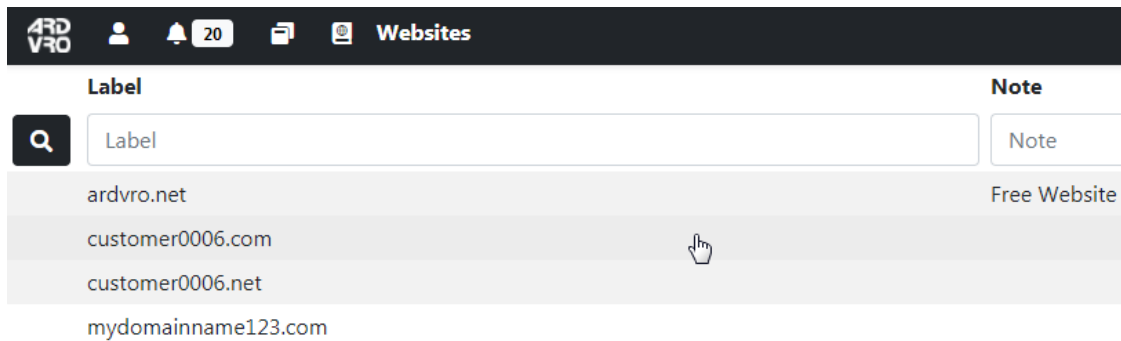 ARD
VRO
20
Websites
Label
Note
Label
Note
ardvro.net
Free Website
customer0006.com
customer0006.net
mydomainname123.com